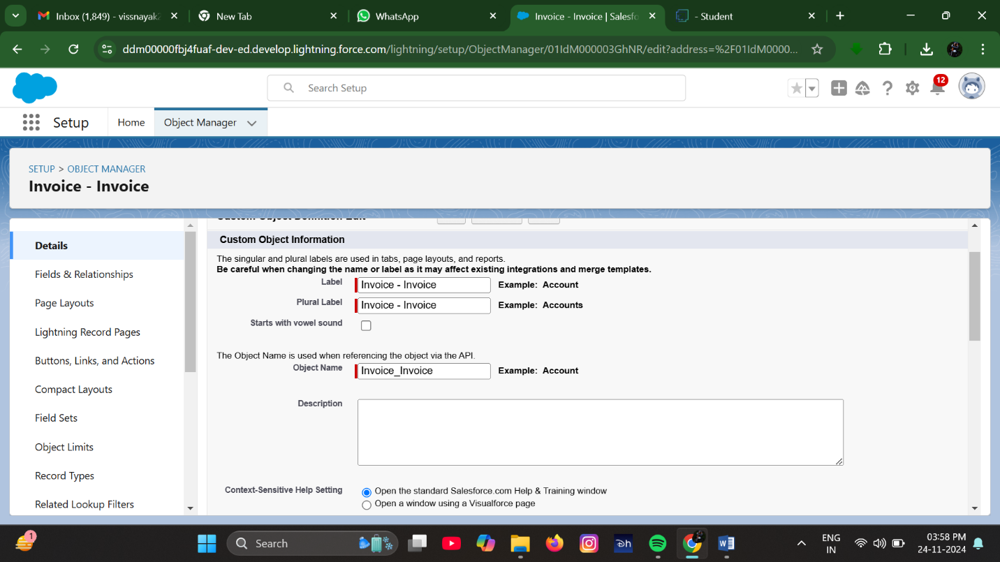 Inbox (1,849) - vissnayak2
New Tab
WhatsApp
Invoice - Invoice | Salesfo
- Student
ddm00000fbj4fuaf-dev-ed.develop.lightning.force.com/lightning/setup/ObjectManager/01IdM000003GhNR/edit?address=%2F01IdM0000...
Search Setup
12
Setup
Home
Object Manager
SETUP > OBJECT MANAGER
Invoice - Invoice
Details
Fields & Relationships
Page Layouts
Lightning Record Pages
Buttons, Links, and Actions
Compact Layouts
Field Sets
Object Limits
Record Types
Related Lookup Filters
Custom Object Definition Edit
Custom Object Information
The singular and plural labels are used in tabs, page layouts, and reports.
Be careful when changing the name or label as it may affect existing integrations and merge templates.
Label Invoice - Invoice Example: Account
Plural Label Invoice - Invoice Example: Accounts
Starts with vowel sound
The Object Name is used when referencing the object via the API.
Object Name Invoice_Invoice Example: Account
Description
Context-Sensitive Help Setting Open the standard Salesforce.com Help & Training window
Open a window using a Visualforce page
1
Search
Dh
ENG
IN
03:58 PM
24-11-2024